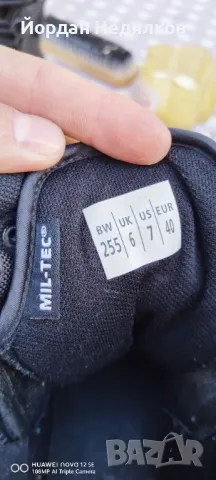 Йордан Недялков
MIL-TEC®
BW UK US EUR
255 6 7 40
HUAWEI nova 12 SE
108MP AI Triple Camera
BAZAR
bg